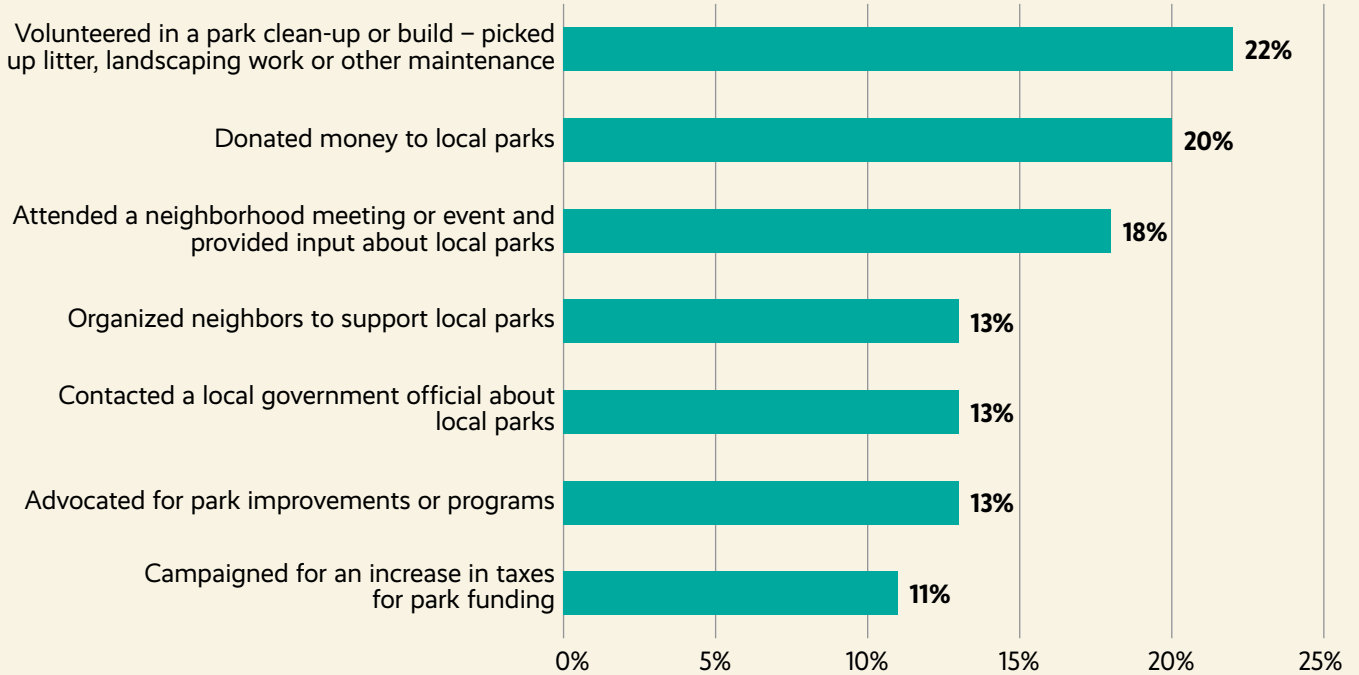 Volunteered in a park clean-up or build – picked
up litter, landscaping work or other maintenance
22%
Donated money to local parks
20%
Attended a neighborhood meeting or event and
provided input about local parks
18%
Organized neighbors to support local parks
13%
Contacted a local government official about
local parks
13%
Advocated for park improvements or programs
13%
Campaigned for an increase in taxes
for park funding
11%
0% 5% 10% 15% 20% 25%